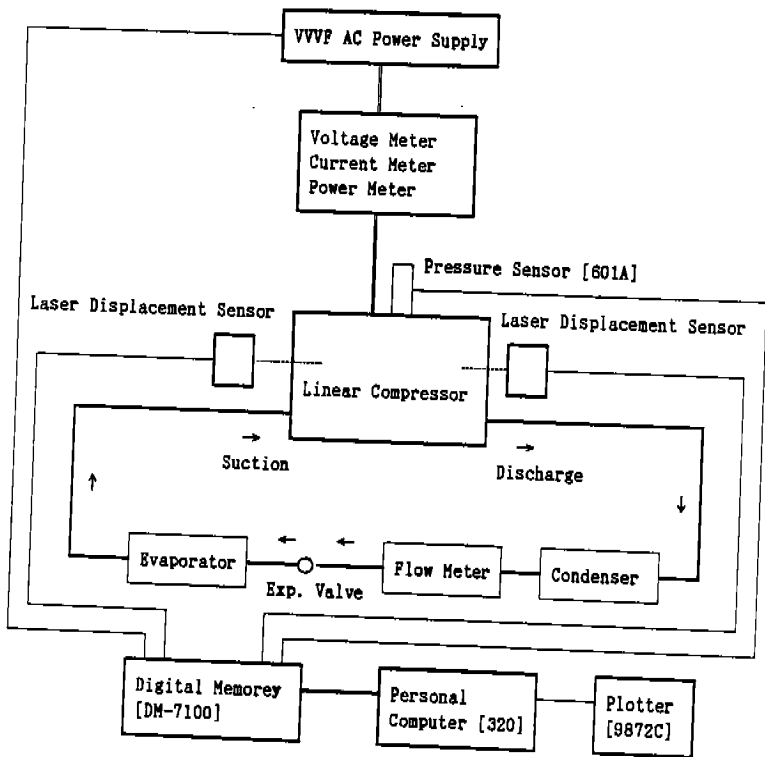 VVVF AC Power Supply
Voltage Meter
Current Meter
Power Meter
Pressure Sensor [601A]
Laser Displacement Sensor
Laser Displacement Sensor
Linear Compressor
Suction
Discharge
Evaporator
Exp. Valve
Flow Meter
Condenser
Digital Memorey
[DM-7100]
Personal
Computer [320]
Plotter
[9872C]